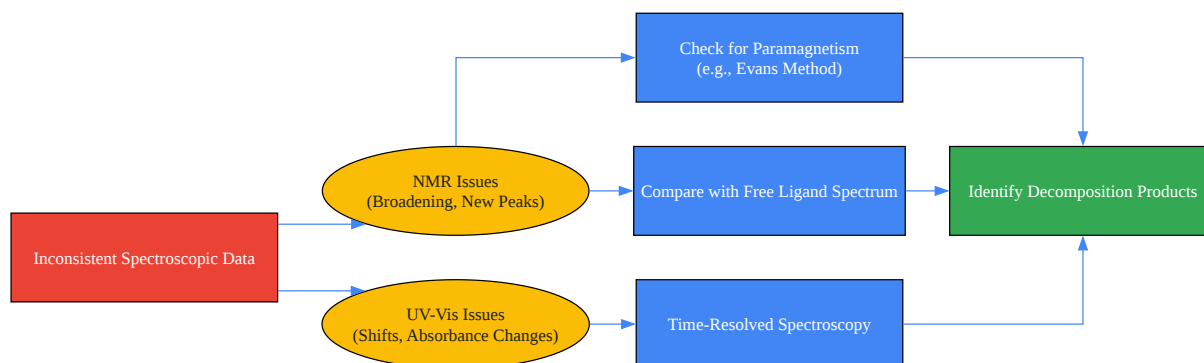 Check for Paramagnetism
(e.g., Evans Method)
NMR Issues
(Broadening, New Peaks)
Compare with Free Ligand Spectrum
Identify Decomposition Products
Inconsistent Spectroscopic Data
UV-Vis Issues
(Shifts, Absorbance Changes)
Time-Resolved Spectroscopy